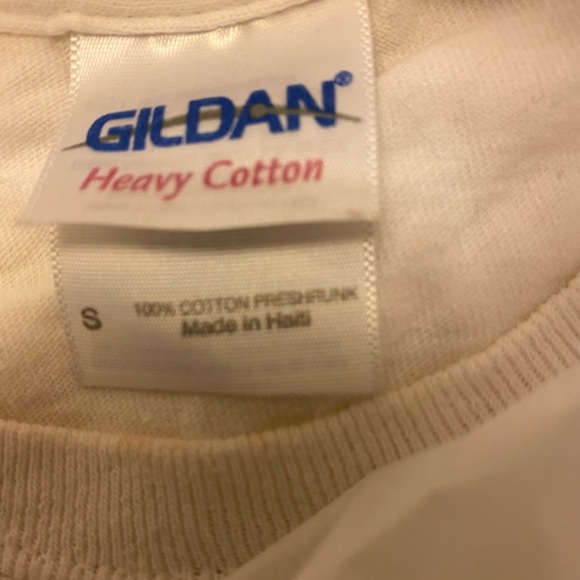 GILDAN®
Heavy Cotton
S
100% COTTON PRESHRUNK
Made in Haiti